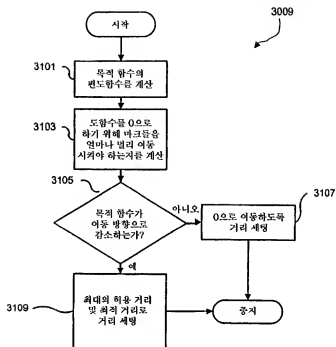 시작
3009
3101
목적 함수의
편도함수를 계산
3103
도함수를 0으로
하기 위해 마크들을
얼마나 멀리 이동
시켜야 하는지를 계산
3105
목적 함수가
이동 방향으로
감소하는가?
아니오
3107
0으로 이동하도록
거리 세팅
예
3109
최대의 허용 거리
및 최적 거리로
거리 세팅
중지